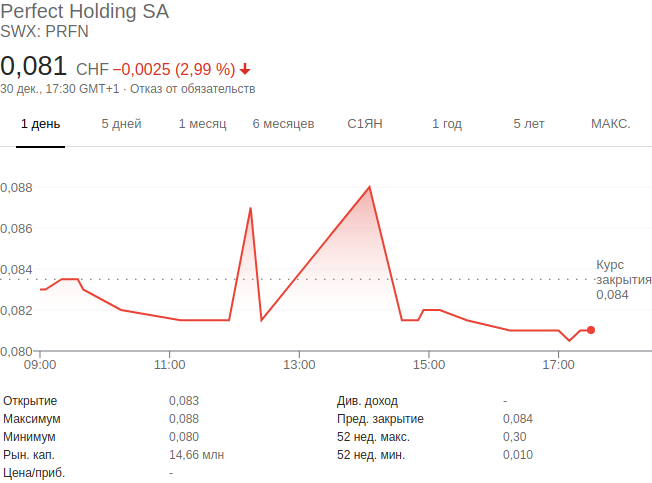 Perfect Holding SA
SWX: PRFN
0,081 CHF −0,0025 (2,99 %)
30 дек., 17:30 GMT+1 · Отказ от обязательств
1 день 5 дней 1 месяц 6 месяцев С1ЯН 1 год 5 лет МАКС.
0,088
0,086
0,084
Курс
закрытия
0,084
0,082
0,080
09:00 11:00 13:00 15:00 17:00
Открытие 0,083 Див. доход -
Максимум 0,088 Пред. закрытие 0,084
Минимум 0,080 52 нед. макс. 0,30
Рын. кап. 14,66 млн 52 нед. мин. 0,010
Цена/приб. -